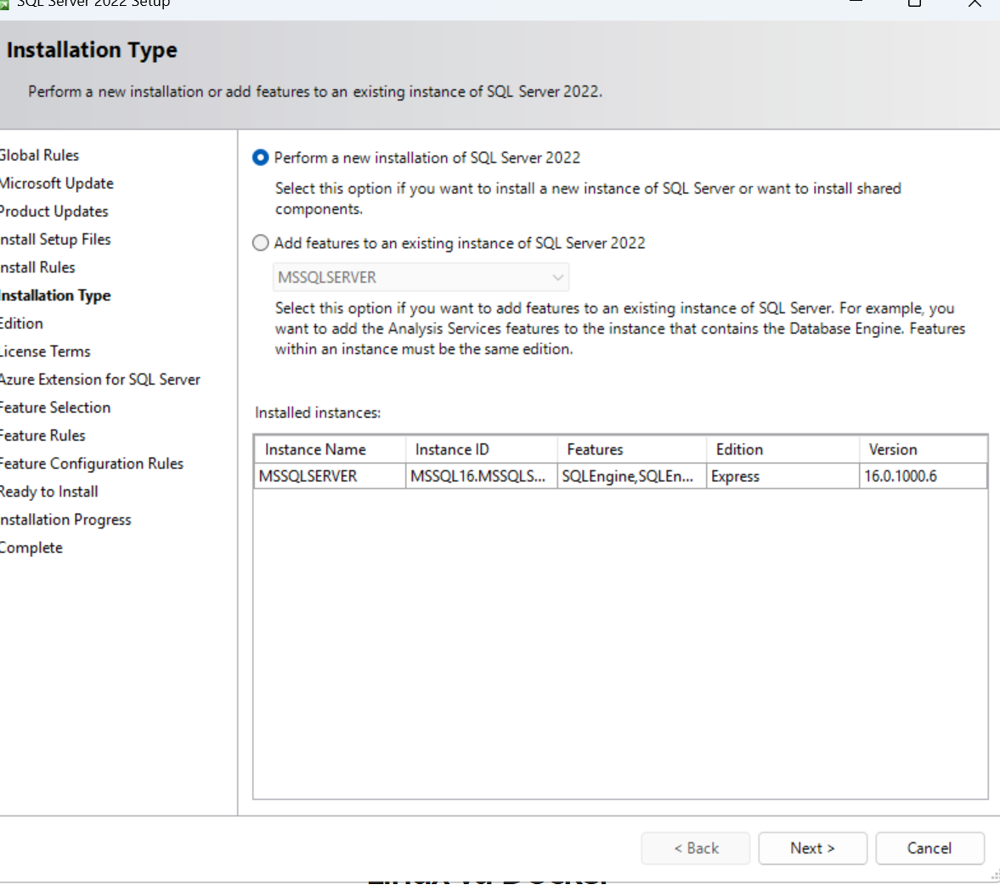 SQL Server 2022 Setup
Installation Type
Perform a new installation or add features to an existing instance of SQL Server 2022.
Global Rules
Microsoft Update
Product Updates
Install Setup Files
Install Rules
Installation Type
Edition
License Terms
Azure Extension for SQL Server
Feature Selection
Feature Rules
Feature Configuration Rules
Ready to Install
Installation Progress
Complete
Perform a new installation of SQL Server 2022
Select this option if you want to install a new instance of SQL Server or want to install shared
components.
Add features to an existing instance of SQL Server 2022
MSSQLSERVER
Select this option if you want to add features to an existing instance of SQL Server. For example, you
want to add the Analysis Services features to the instance that contains the Database Engine. Features
within an instance must be the same edition.
Installed instances:
Instance Name Instance ID Features Edition Version
MSSQLSERVER MSSQL16.MSSQLS... SQLEngine,SQLEn... Express 16.0.1000.6
< Back Next > Cancel